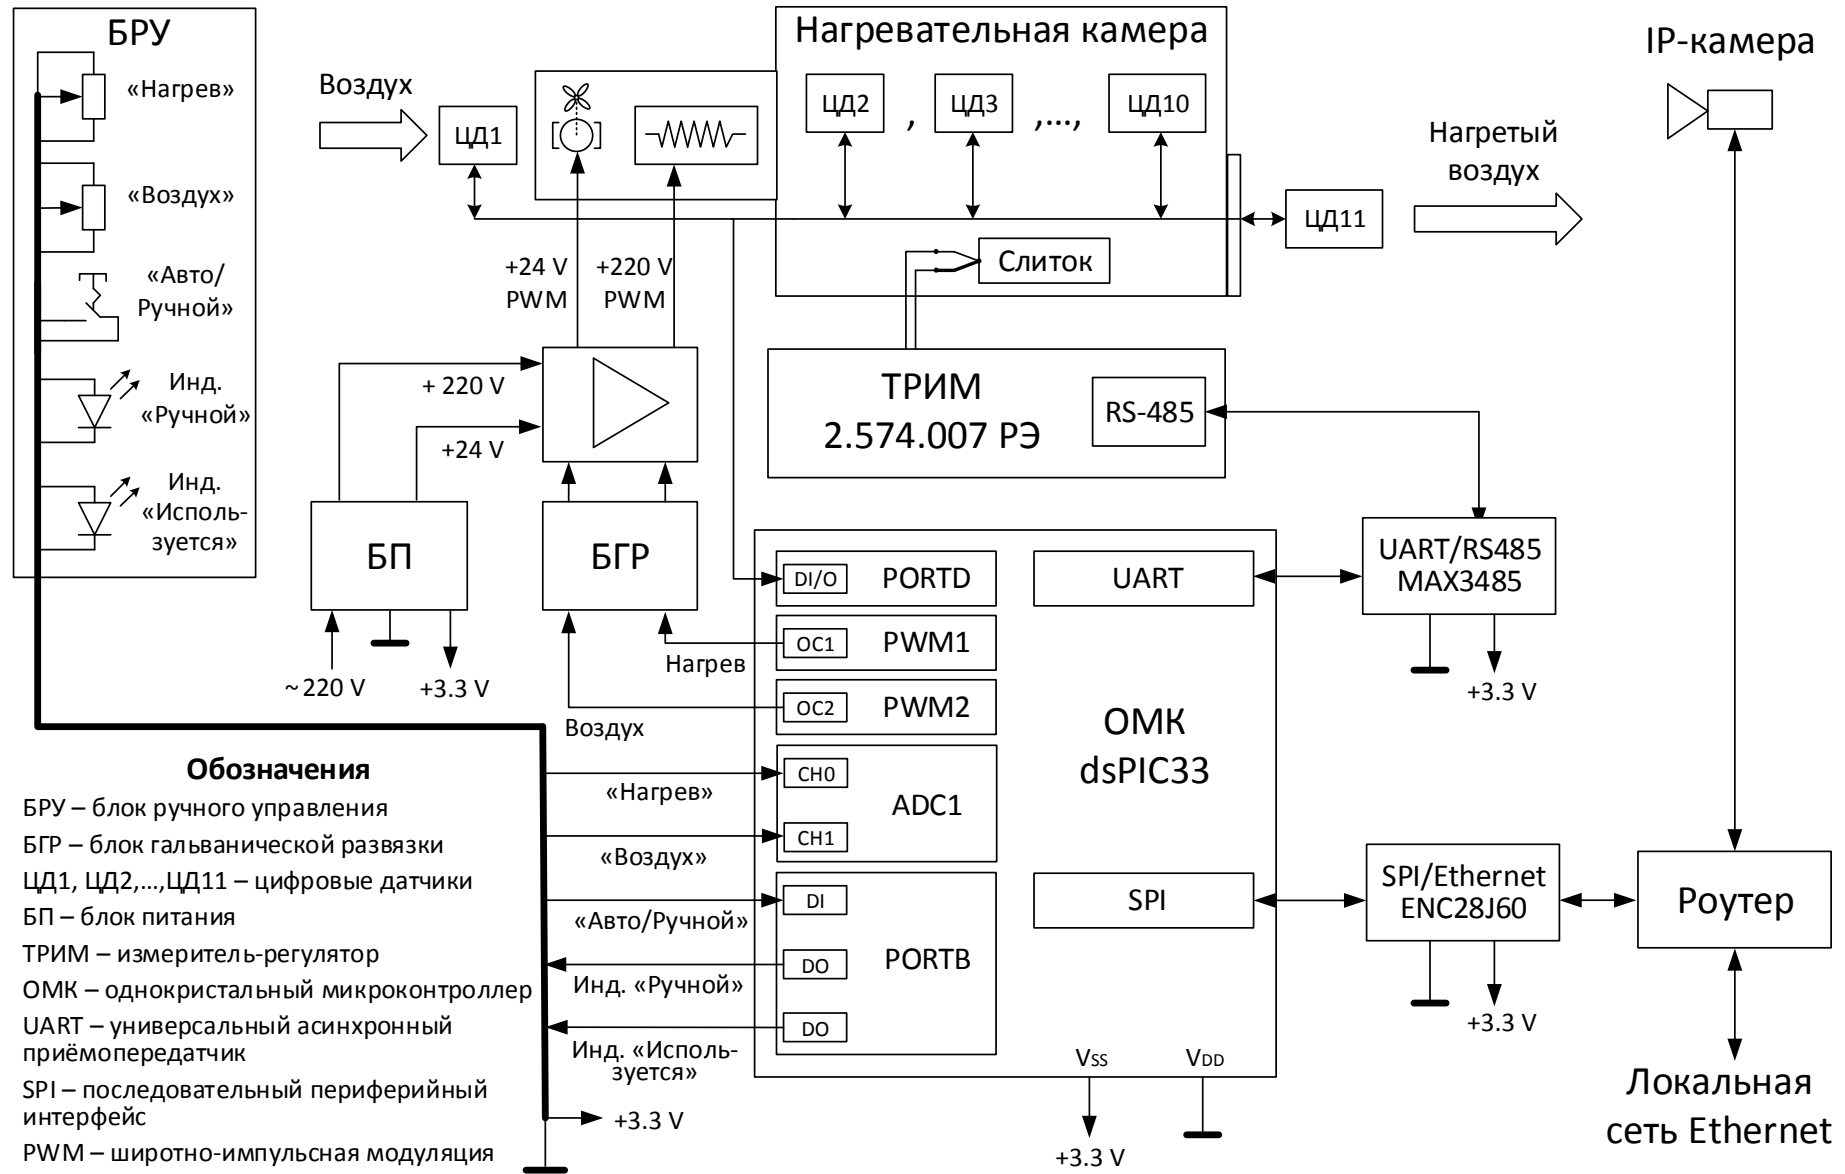 БРУ
«Нагрев»
«Воздух»
«Авто/
Ручной»
Инд.
«Ручной»
Инд.
«Исполь-
зуется»
Воздух
ЦД1
Нагревательная камера
ЦД2
,
ЦД3
,...,
ЦД10
Слиток
ЦД11
Нагретый
воздух
IP-камера
+24 V
PWM
+220 V
PWM
+ 220 V
+24 V
БП
~220 V
+3.3 V
БГР
Нагрев
Воздух
ТРИМ
2.574.007 РЭ
RS-485
DI/O
PORTD
OC1
PWM1
OC2
PWM2
CH0
ADC1
CH1
DI
DO
PORTB
DO
UART
ОМК
dsPIC33
SPI
VSS
VDD
+3.3 V
UART/RS485
MAX3485
+3.3 V
SPI/Ethernet
ENC28J60
+3.3 V
Роутер
Локальная
сеть Ethernet
«Нагрев»
«Воздух»
«Авто/Ручной»
Инд. «Ручной»
Инд. «Исполь-
зуется»
+3.3 V
Обозначения
БРУ – блок ручного управления
БГР – блок гальванической развязки
ЦД1, ЦД2,...,ЦД11 – цифровые датчики
БП – блок питания
ТРИМ – измеритель-регулятор
ОМК – однокристальный микроконтроллер
UART – универсальный асинхронный
приёмопередатчик
SPI – последовательный периферийный
интерфейс
PWM – широтно-импульсная модуляция